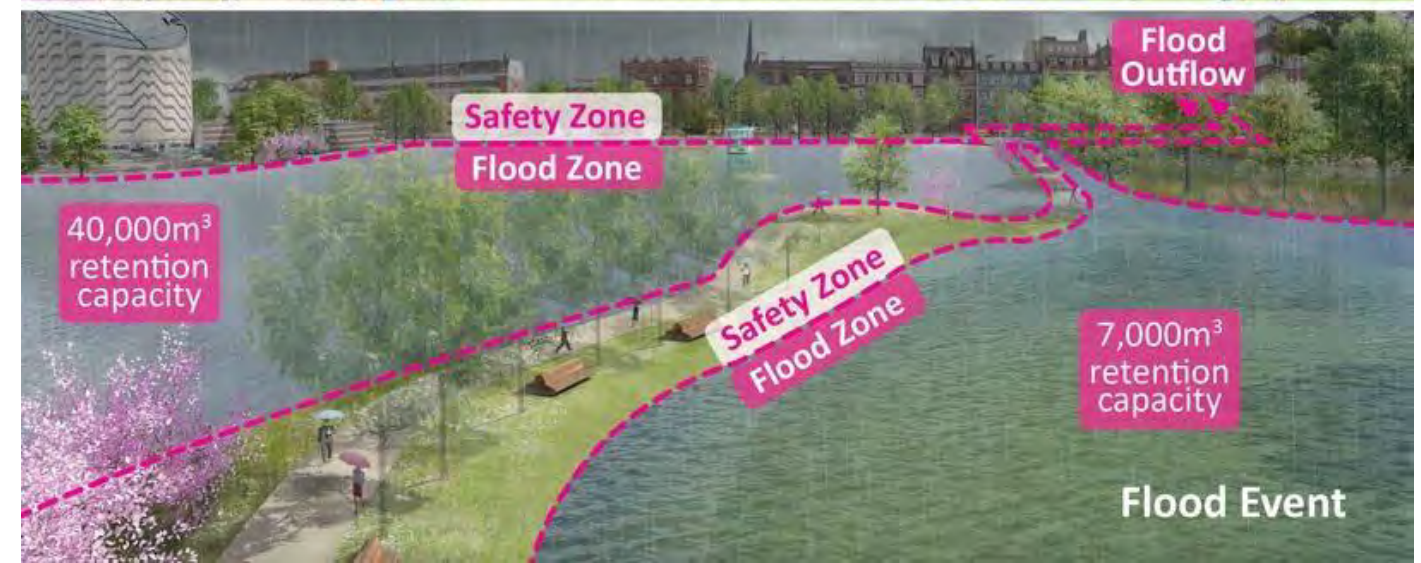 Flood
Outflow
Safety Zone
Flood Zone
40,000m³
retention
capacity
Safety Zone
Flood Zone
7,000m³
retention
capacity
Flood Event